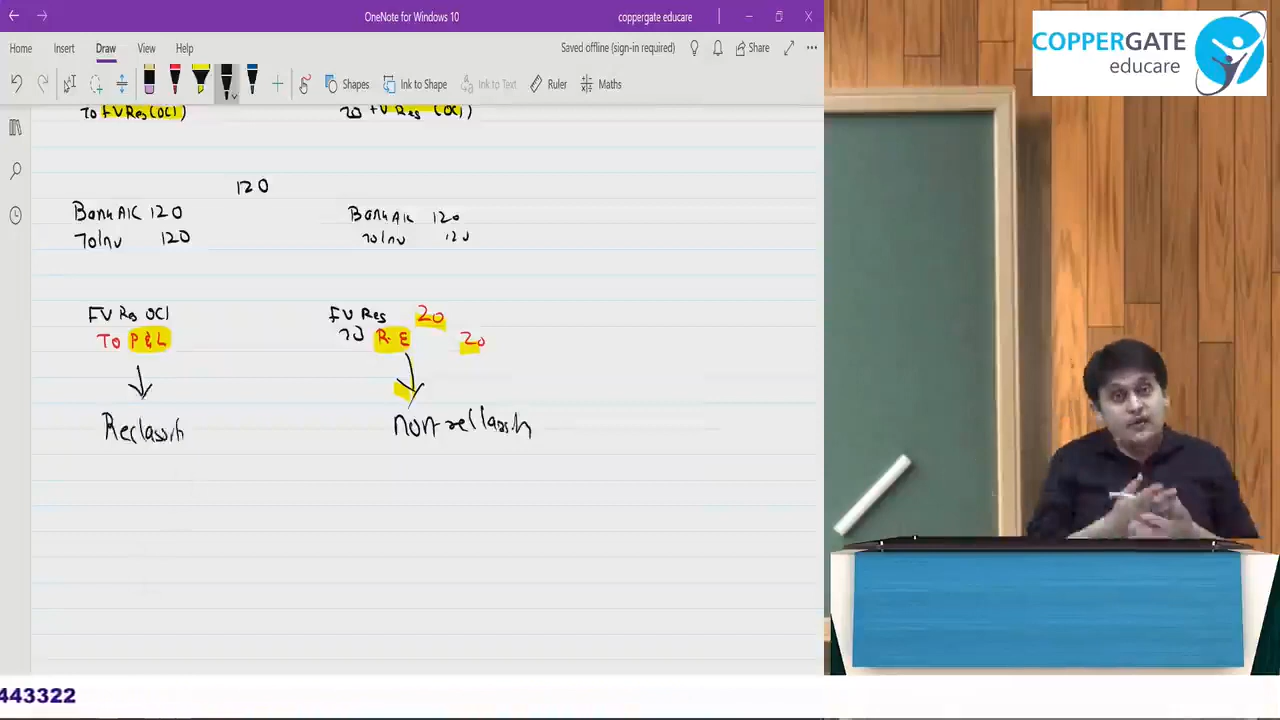 OneNote for Windows 10
coppergate educare
Home Insert Draw View Help
Saved offline (sign-in required)
Share
Shapes
Ink to Shape
Ink to Text
Ruler
Maths
COPPERGATE
educare
To FV Res (OCI)
To FV Res (OCI)
120
Bank A/c 120
To Inv 120
Bank A/c 120
To Inv 120
FV Res OCI
To P&L
FV Res 20
To R.E 20
Reclassify
Non-reclassify
443322